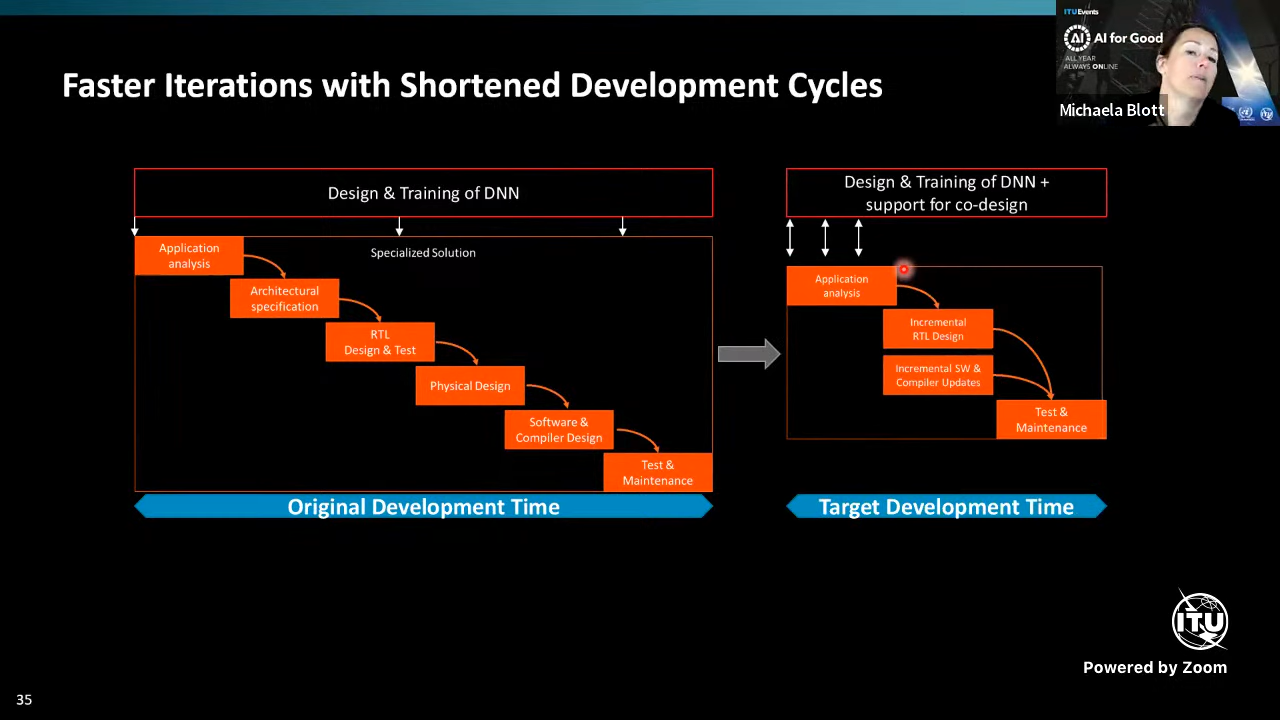 ITUEvents
AI for Good
ALL YEAR
ALWAYS ONLINE
Michaela Blott
Faster Iterations with Shortened Development Cycles
Design & Training of DNN
Specialized Solution
Application
analysis
Architectural
specification
RTL
Design & Test
Physical Design
Software &
Compiler Design
Test &
Maintenance
Original Development Time
Design & Training of DNN +
support for co-design
Application
analysis
Incremental
RTL Design
Incremental SW &
Compiler Updates
Test &
Maintenance
Target Development Time
ITU
Powered by Zoom
35